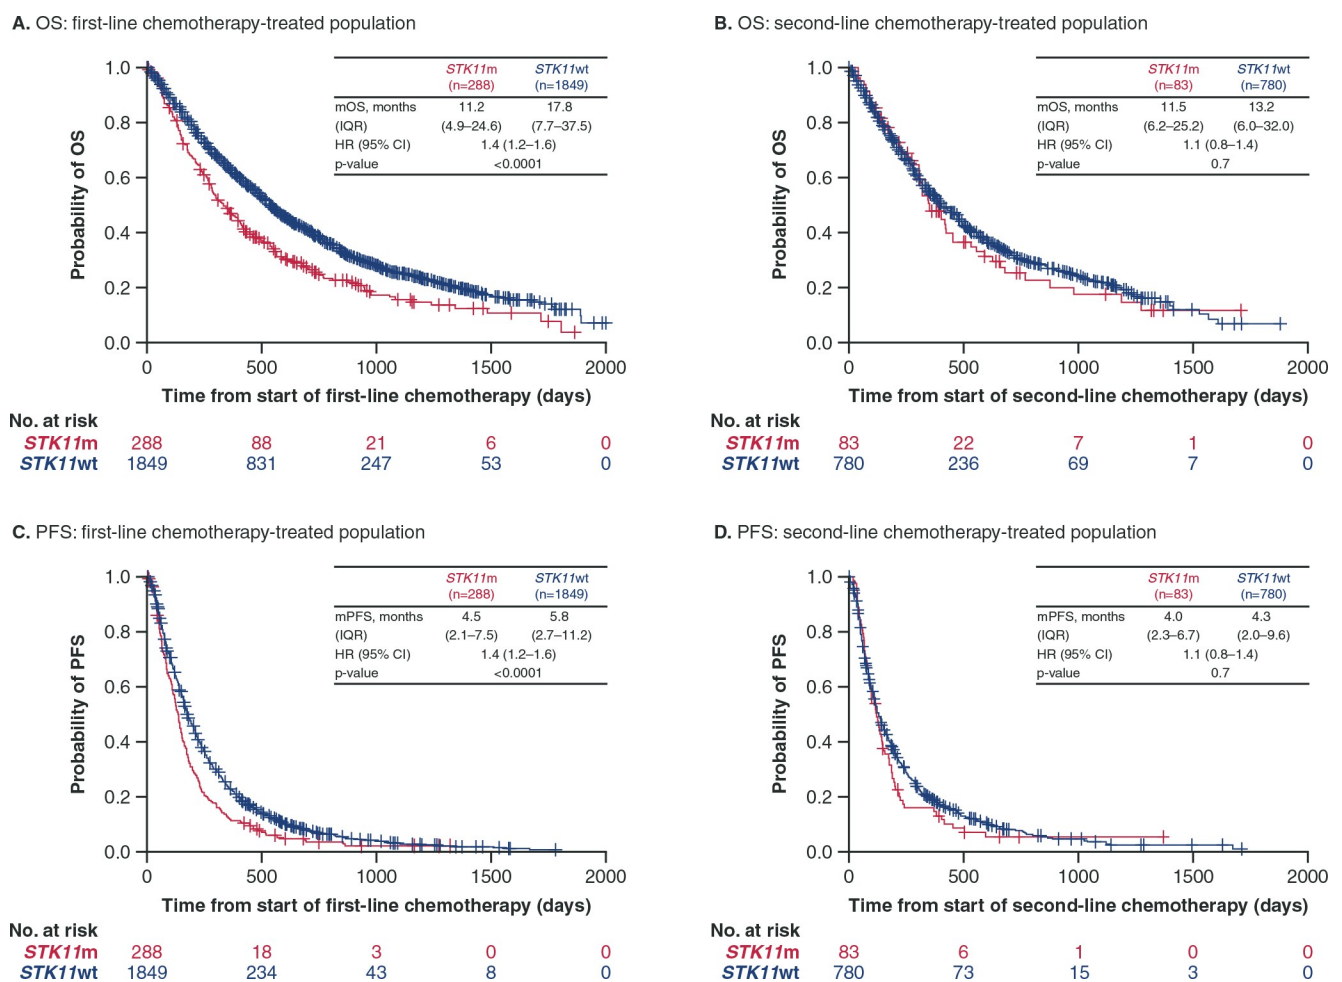 A. OS: first-line chemotherapy-treated population
STK11m STK11wt
(n=288) (n=1849)
mOS, months 11.2 17.8
(IQR) (4.9–24.6) (7.7–37.5)
HR (95% CI) 1.4 (1.2–1.6)
p-value <0.0001
Probability of OS
1.0
0.8
0.6
0.4
0.2
0.0
0 500 1000 1500 2000
Time from start of first-line chemotherapy (days)
No. at risk
STK11m 288 88 21 6 0
STK11wt 1849 831 247 53 0
B. OS: second-line chemotherapy-treated population
STK11m STK11wt
(n=83) (n=780)
mOS, months 11.5 13.2
(IQR) (6.2–25.2) (6.0–32.0)
HR (95% CI) 1.1 (0.8–1.4)
p-value 0.7
Probability of OS
1.0
0.8
0.6
0.4
0.2
0.0
0 500 1000 1500 2000
Time from start of second-line chemotherapy (days)
No. at risk
STK11m 83 22 7 1 0
STK11wt 780 236 69 7 0
C. PFS: first-line chemotherapy-treated population
STK11m STK11wt
(n=288) (n=1849)
mPFS, months 4.5 5.8
(IQR) (2.1–7.5) (2.7–11.2)
HR (95% CI) 1.4 (1.2–1.6)
p-value <0.0001
Probability of PFS
1.0
0.8
0.6
0.4
0.2
0.0
0 500 1000 1500 2000
Time from start of first-line chemotherapy (days)
No. at risk
STK11m 288 18 3 0 0
STK11wt 1849 234 43 8 0
D. PFS: second-line chemotherapy-treated population
STK11m STK11wt
(n=83) (n=780)
mPFS, months 4.0 4.3
(IQR) (2.3–6.7) (2.0–9.6)
HR (95% CI) 1.1 (0.8–1.4)
p-value 0.7
Probability of PFS
1.0
0.8
0.6
0.4
0.2
0.0
0 500 1000 1500 2000
Time from start of second-line chemotherapy (days)
No. at risk
STK11m 83 6 1 0 0
STK11wt 780 73 15 3 0